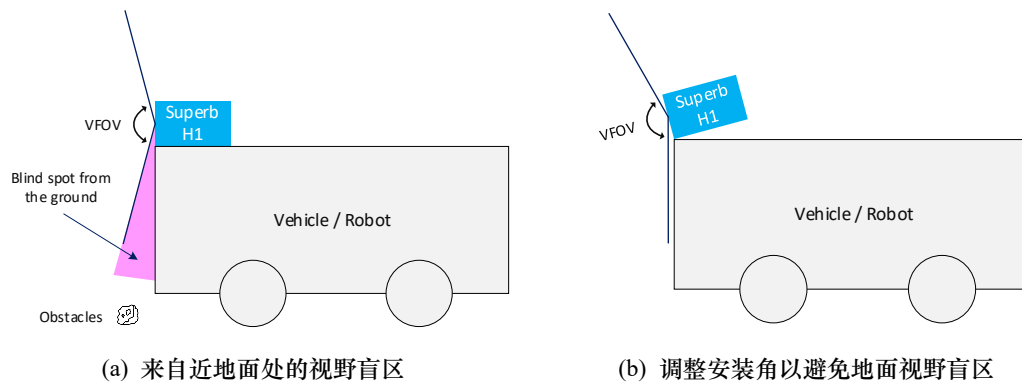 Superb
H1
VFOV
Blind spot from
the ground
Vehicle / Robot
Obstacles
(a) 来自近地面处的视野盲区
Superb
H1
VFOV
Vehicle / Robot
(b) 调整安装角以避免地面视野盲区